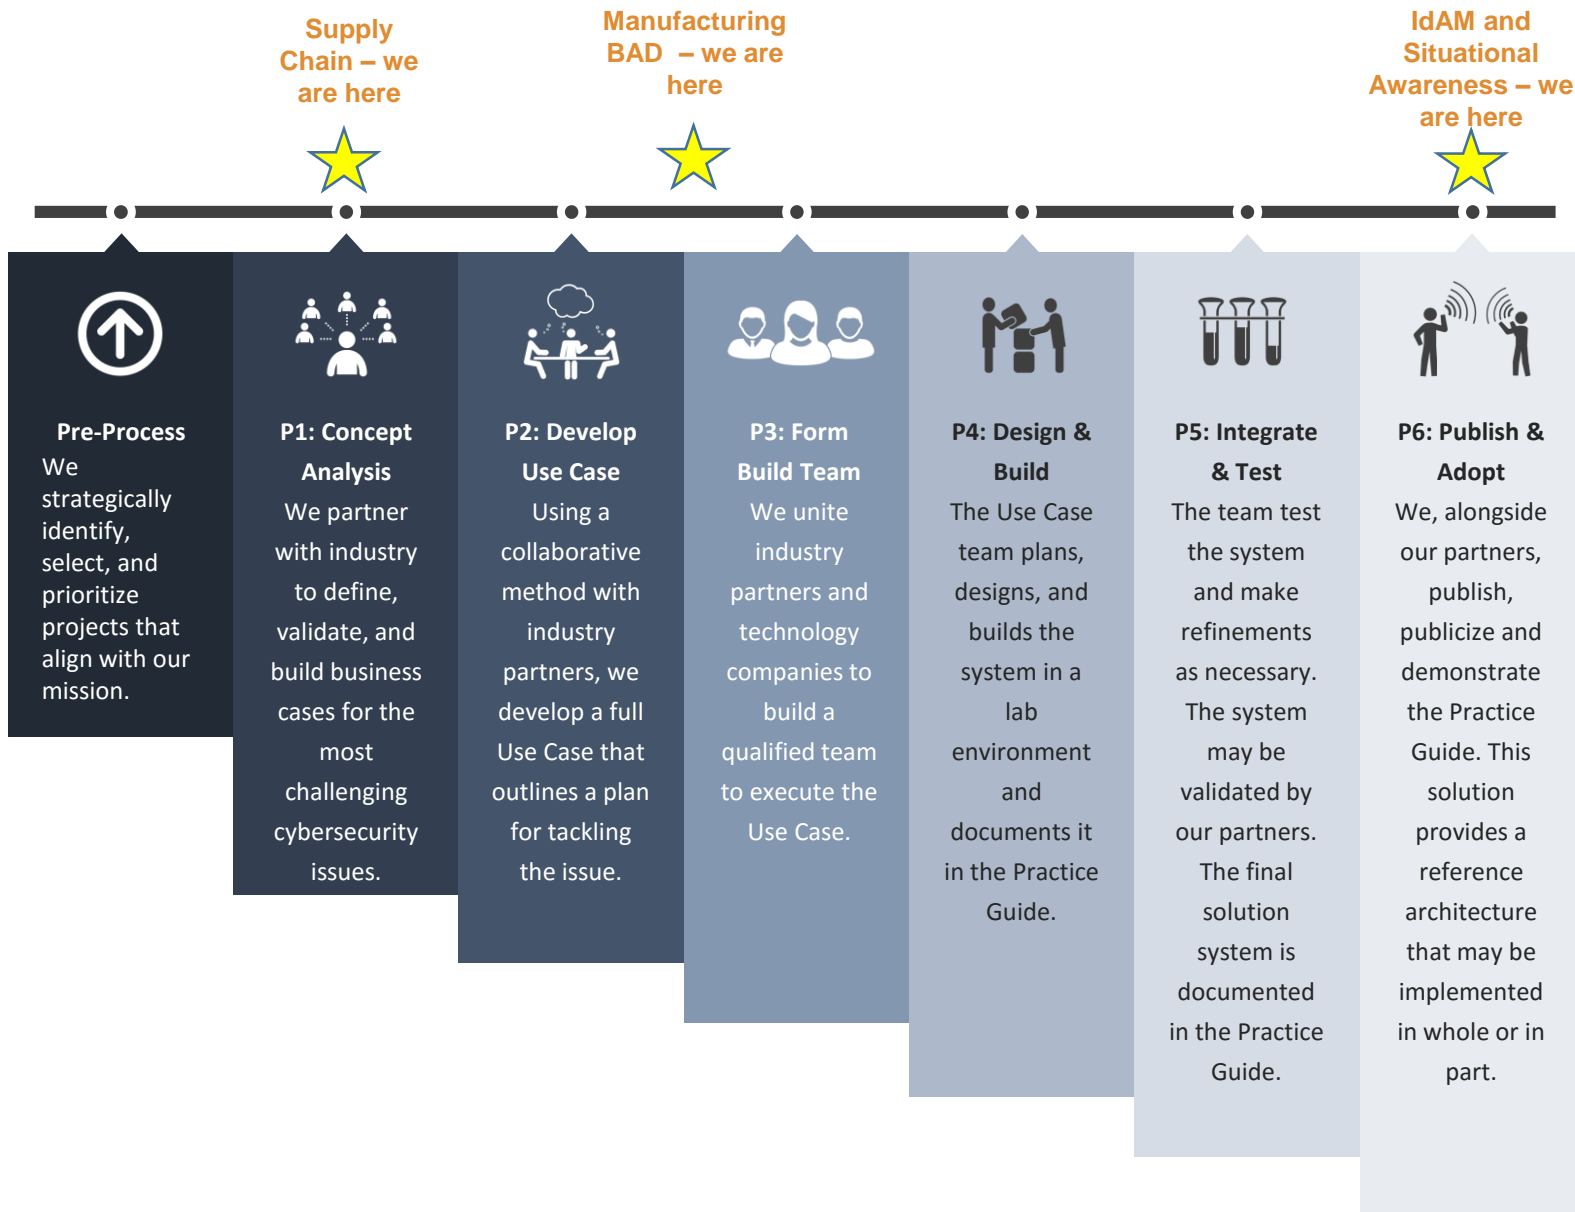 Supply
Chain – we
are here
Manufacturing
BAD – we are
here
IdAM and
Situational
Awareness – we
are here
Pre-Process
We
strategically
identify,
select, and
prioritize
projects that
align with our
mission.
P1: Concept
Analysis
We partner
with industry
to define,
validate, and
build business
cases for the
most
challenging
cybersecurity
issues.
P2: Develop
Use Case
Using a
collaborative
method with
industry
partners, we
develop a full
Use Case that
outlines a plan
for tackling
the issue.
P3: Form
Build Team
We unite
industry
partners and
technology
companies to
build a
qualified team
to execute the
Use Case.
P4: Design &
Build
The Use Case
team plans,
designs, and
builds the
system in a
lab
environment
and
documents it
in the Practice
Guide.
P5: Integrate
& Test
The team test
the system
and make
refinements
as necessary.
The system
may be
validated by
our partners.
The final
solution
system is
documented
in the Practice
Guide.
P6: Publish &
Adopt
We, alongside
our partners,
publish,
publicize and
demonstrate
the Practice
Guide. This
solution
provides a
reference
architecture
that may be
implemented
in whole or in
part.